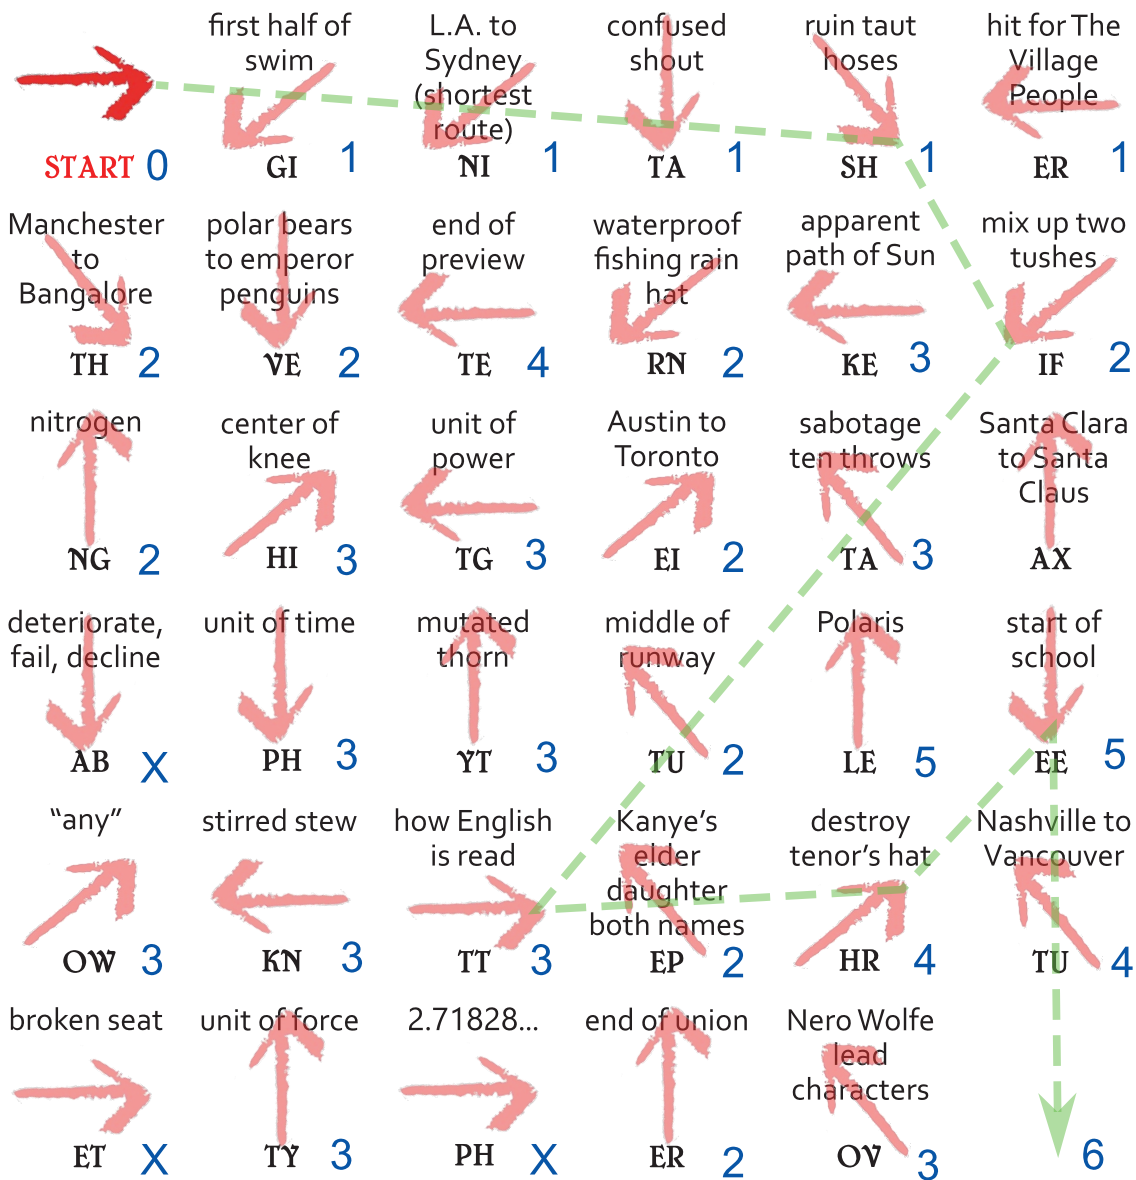 START 0
first half of
swim
GI 1
L.A. to
Sydney
(shortest
route)
NI 1
confused
shout
TA 1
ruin taut
hoses
SH 1
hit for The
Village
People
ER 1
Manchester
to
Bangalore
TH 2
polar bears
to emperor
penguins
VE 2
end of
preview
TE 4
waterproof
fishing rain
hat
RN 2
apparent
path of Sun
KE 3
mix up two
tushes
IF 2
nitrogen
NG 2
center of
knee
HI 3
unit of
power
TG 3
Austin to
Toronto
EI 2
sabotage
ten throws
TA 3
Santa Clara
to Santa
Claus
AX
deteriorate,
fail, decline
AB X
unit of time
PH 3
mutated
thorn
YT 3
middle of
runway
TU 2
Polaris
LE 5
start of
school
EE 5
“any”
OW 3
stirred stew
KN 3
how English
is read
TT 3
Kanye’s
elder
daughter
both names
EP 2
destroy
tenor’s hat
HR 4
Nashville to
Vancouver
TU 4
broken seat
ET X
unit of force
TY 3
2.71828...
PH X
end of union
ER 2
Nero Wolfe
lead
characters
OV 3
6